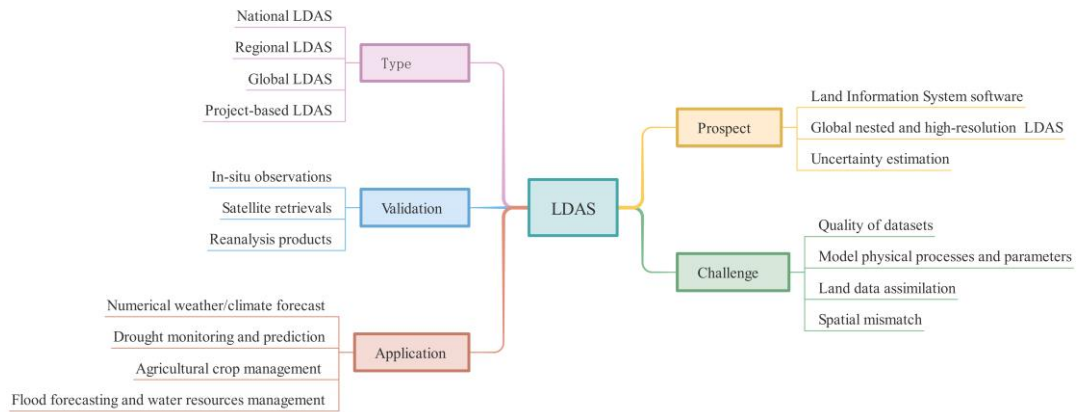 National LDAS
Regional LDAS
Global LDAS
Project-based LDAS
Type
In-situ observations
Satellite retrievals
Reanalysis products
Validation
Numerical weather/climate forecast
Drought monitoring and prediction
Agricultural crop management
Flood forecasting and water resources management
Application
LDAS
Prospect
Land Information System software
Global nested and high-resolution LDAS
Uncertainty estimation
Challenge
Quality of datasets
Model physical processes and parameters
Land data assimilation
Spatial mismatch